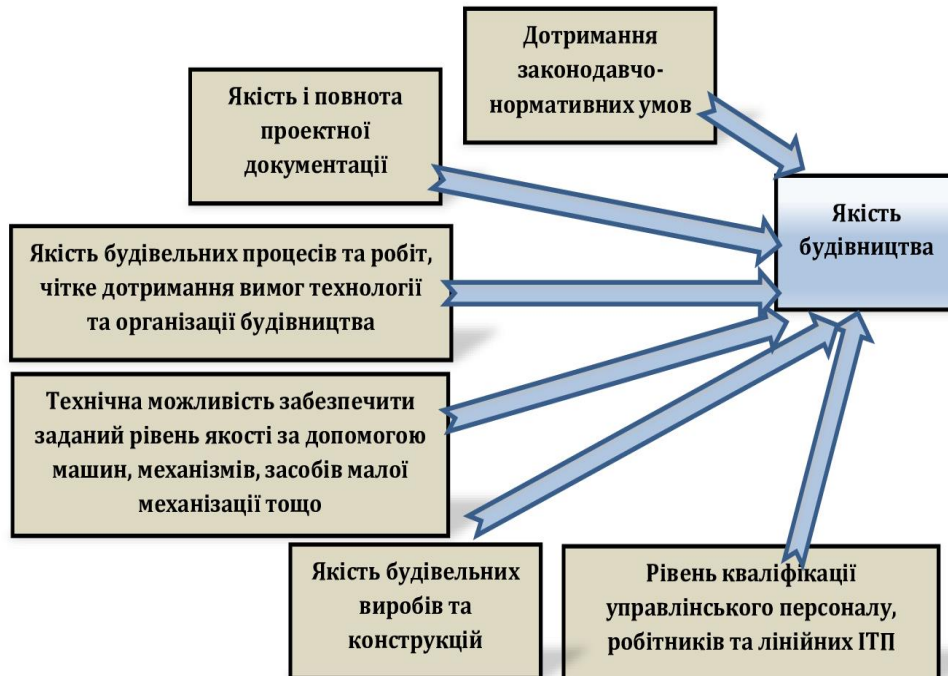 Дотримання
законодавчо-
нормативних умов
Якість і повнота
проектної
документації
Якість
будівництва
Якість будівельних процесів та робіт,
чітке дотримання вимог технології
та організації будівництва
Технічна можливість забезпечити
заданий рівень якості за допомогою
машин, механізмів, засобів малої
механізації тощо
Якість будівельних
виробів та
конструкцій
Рівень кваліфікації
управлінського персоналу,
робітників та лінійних ІТП